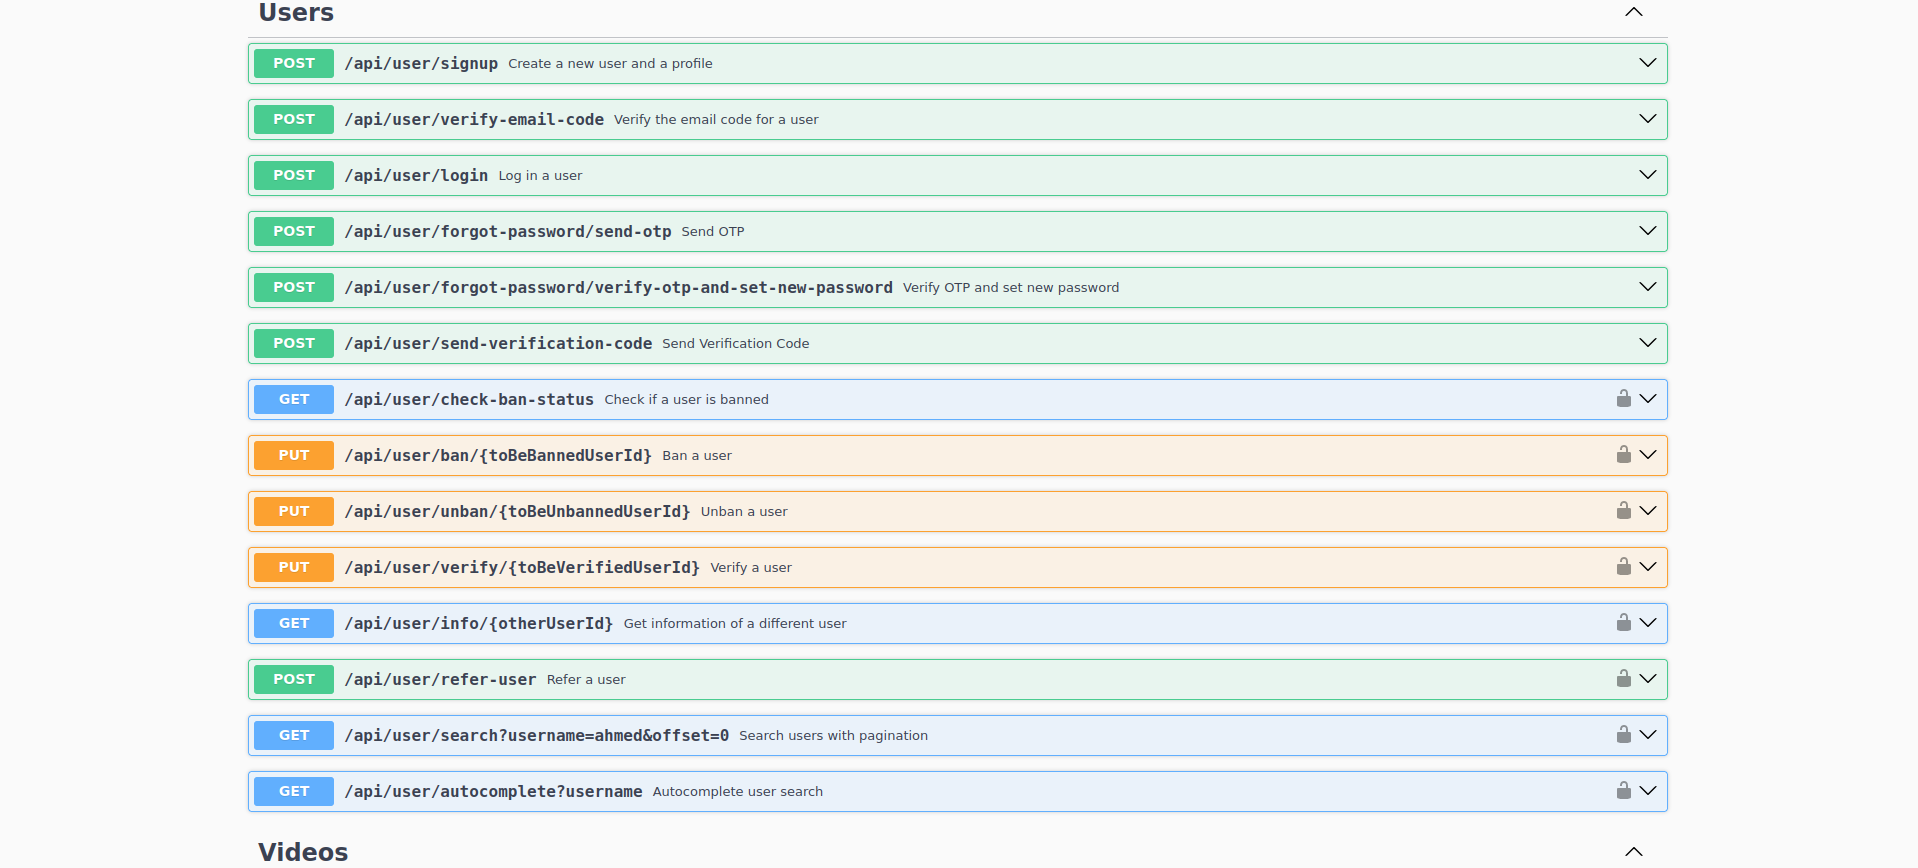 Users
POST /api/user/signup Create a new user and a profile
POST /api/user/verify-email-code Verify the email code for a user
POST /api/user/login Log in a user
POST /api/user/forgot-password/send-otp Send OTP
POST /api/user/forgot-password/verify-otp-and-set-new-password Verify OTP and set new password
POST /api/user/send-verification-code Send Verification Code
GET /api/user/check-ban-status Check if a user is banned
PUT /api/user/ban/{toBeBannedUserId} Ban a user
PUT /api/user/unban/{toBeUnbannedUserId} Unban a user
PUT /api/user/verify/{toBeVerifiedUserId} Verify a user
GET /api/user/info/{otherUserId} Get information of a different user
POST /api/user/refer-user Refer a user
GET /api/user/search?username=ahmed&offset=0 Search users with pagination
GET /api/user/autocomplete?username Autocomplete user search
Videos